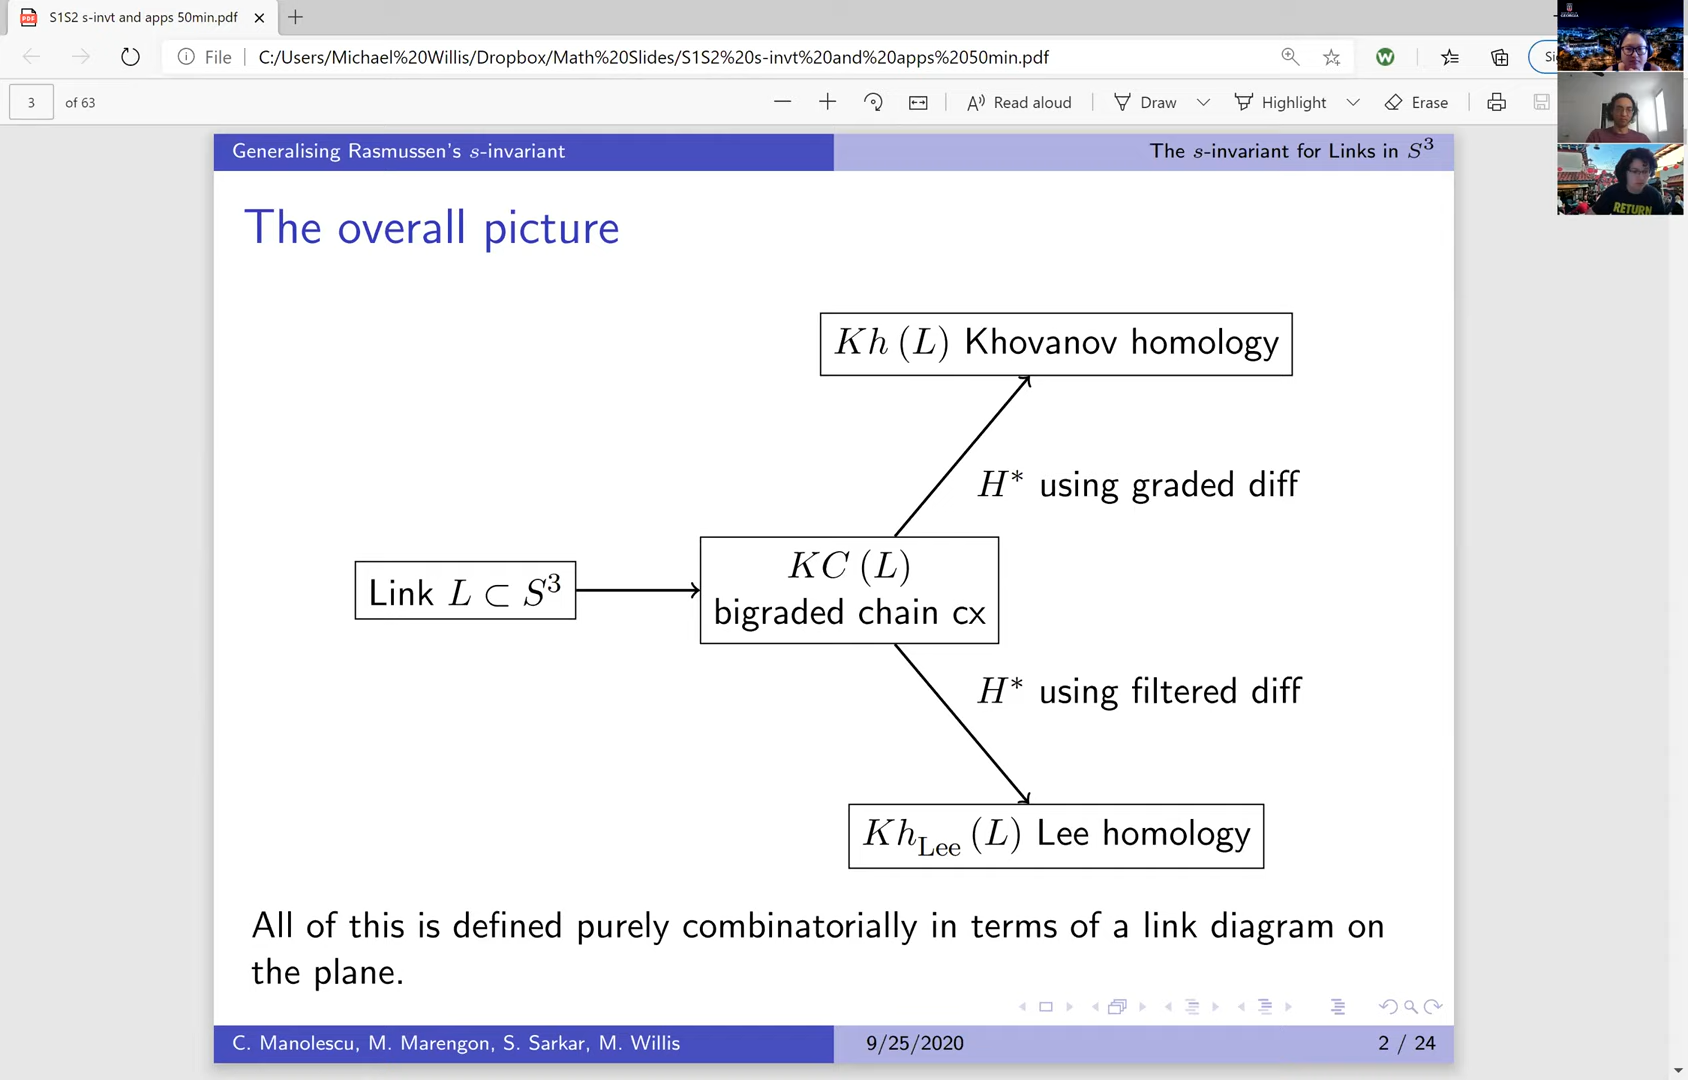 S1S2 s-invt and apps 50min.pdf
File
C:/Users/Michael%20Willis/Dropbox/Math%20Slides/S1S2%20s-invt%20and%20apps%2050min.pdf
3 of 63
Read aloud
Draw
Highlight
Erase
GEORGIA
RETURN
Generalising Rasmussen's s-invariant
The s-invariant for Links in S³
The overall picture
Kh (L) Khovanov homology
H* using graded diff
Link L ⊂ S³
KC (L)
bigraded chain cx
H* using filtered diff
Kh_Lee (L) Lee homology
All of this is defined purely combinatorially in terms of a link diagram on
the plane.
C. Manolescu, M. Marengon, S. Sarkar, M. Willis
9/25/2020
2 / 24